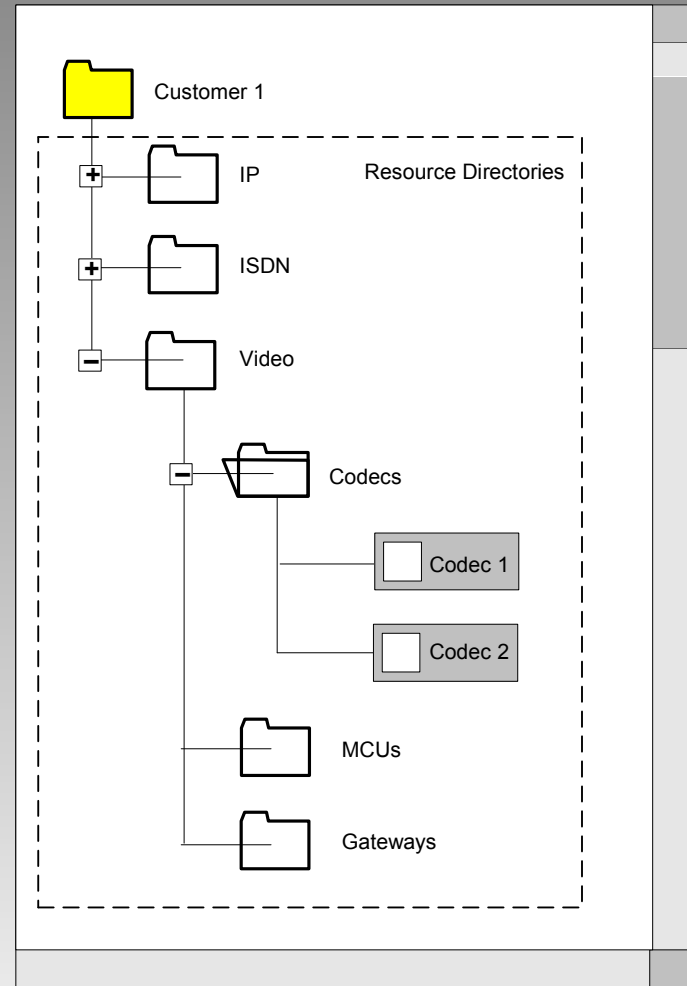 Customer 1
IP
Resource Directories
ISDN
Video
Codecs
Codec 1
Codec 2
MCUs
Gateways